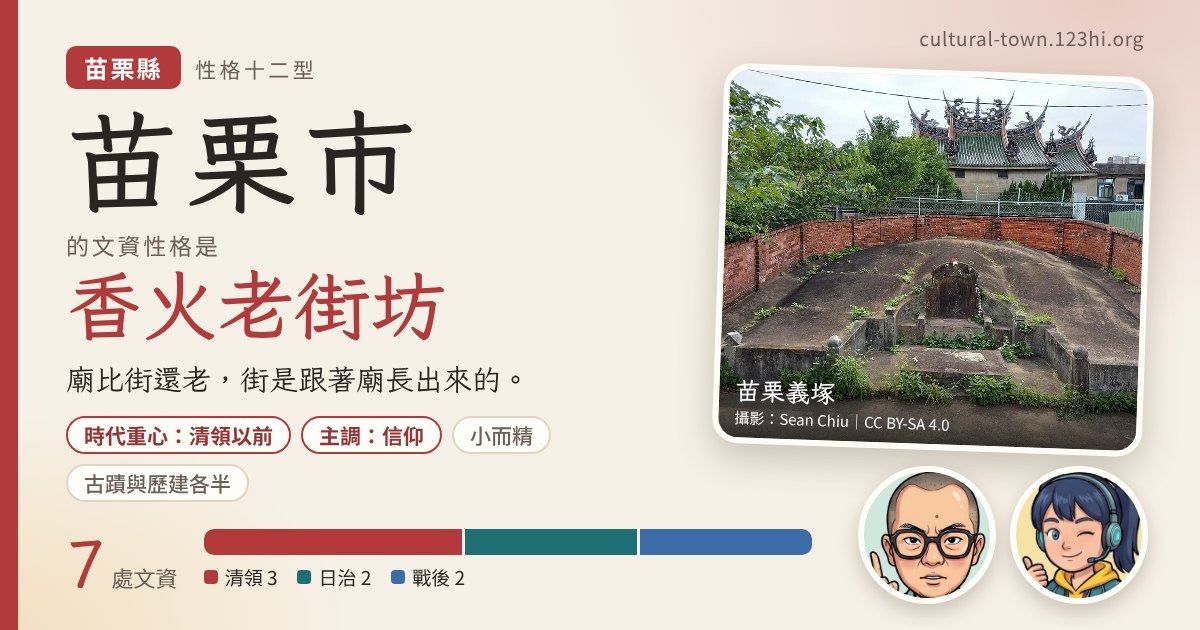 苗栗縣 性格十二型
cultural-town.123hi.org
苗栗市
的文資性格是
香火老街坊
廟比街還老，街是跟著廟長出來的。
時代重心：清領以前 主調：信仰 小而精
古蹟與歷建各半
苗栗義塚
攝影：Sean Chiu｜CC BY-SA 4.0
7 處文資
清領 3 日治 2 戰後 2